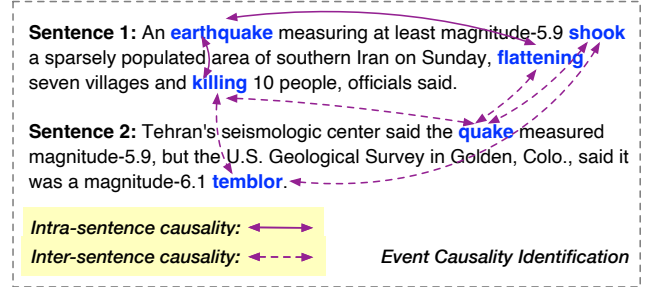 Sentence 1: An earthquake measuring at least magnitude-5.9 shook
a sparsely populated area of southern Iran on Sunday, flattening
seven villages and killing 10 people, officials said.
Sentence 2: Tehran's seismologic center said the quake measured
magnitude-5.9, but the U.S. Geological Survey in Golden, Colo., said it
was a magnitude-6.1 temblor.
Intra-sentence causality:
Inter-sentence causality:
Event Causality Identification